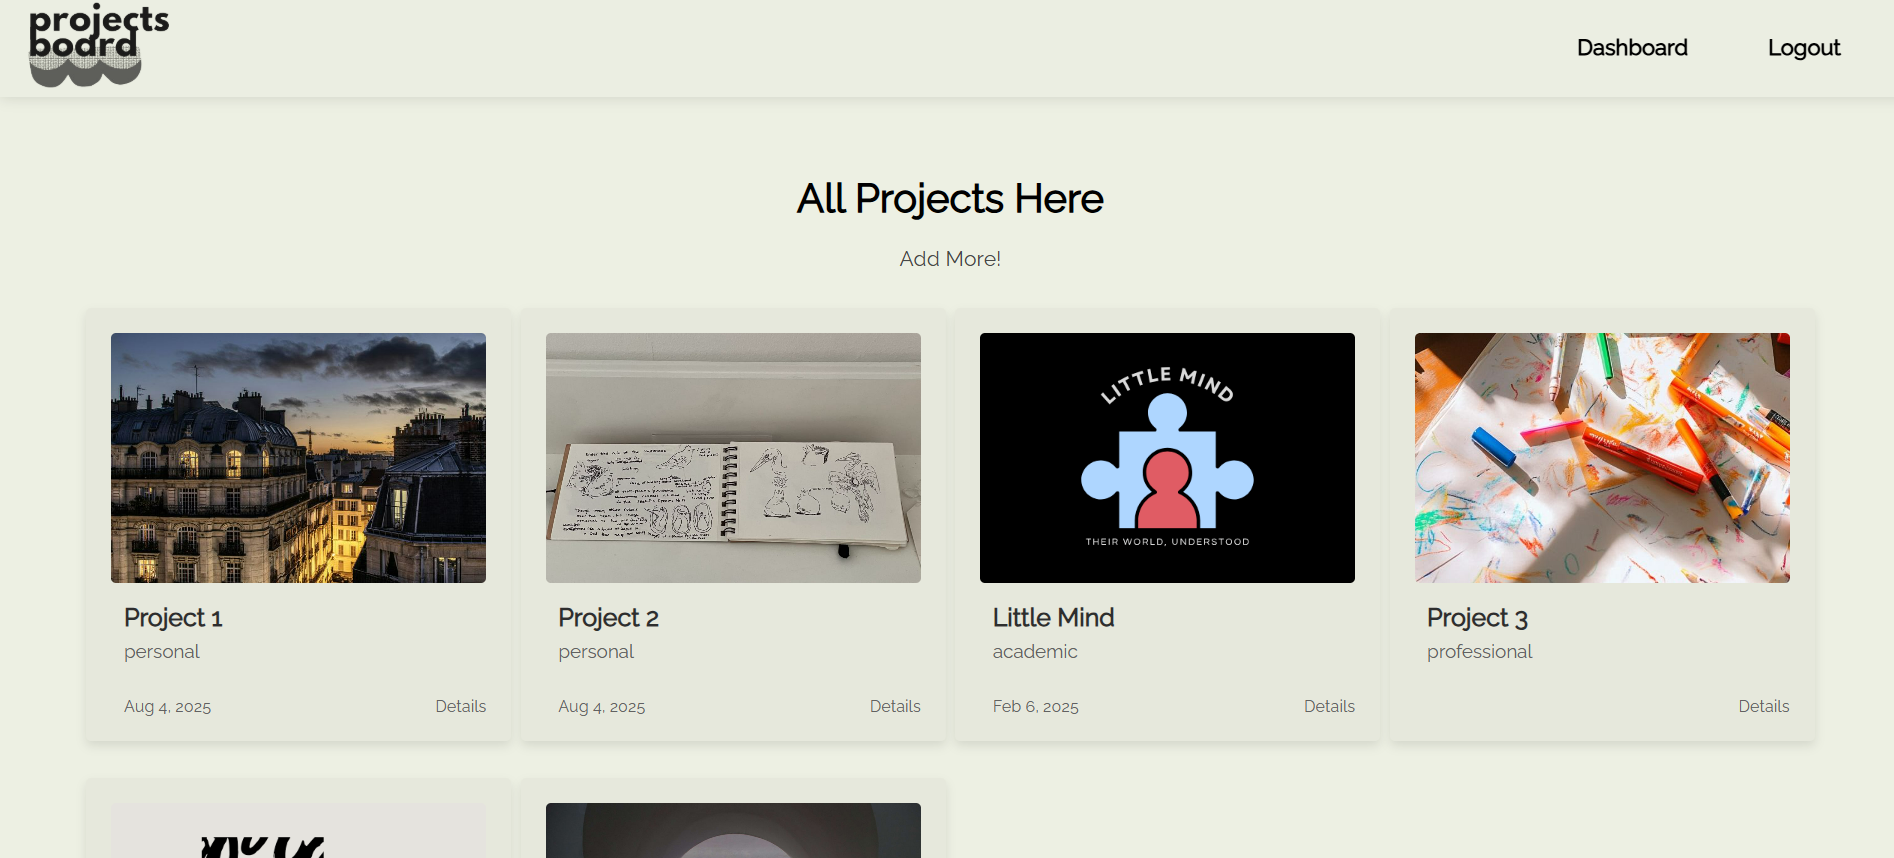 projects
board
Dashboard
Logout
All Projects Here
Add More!
LITTLE MIND
THEIR WORLD, UNDERSTOOD
Project 1
personal
Aug 4, 2025
Details
Project 2
personal
Aug 4, 2025
Details
Little Mind
academic
Feb 6, 2025
Details
Project 3
professional
Details